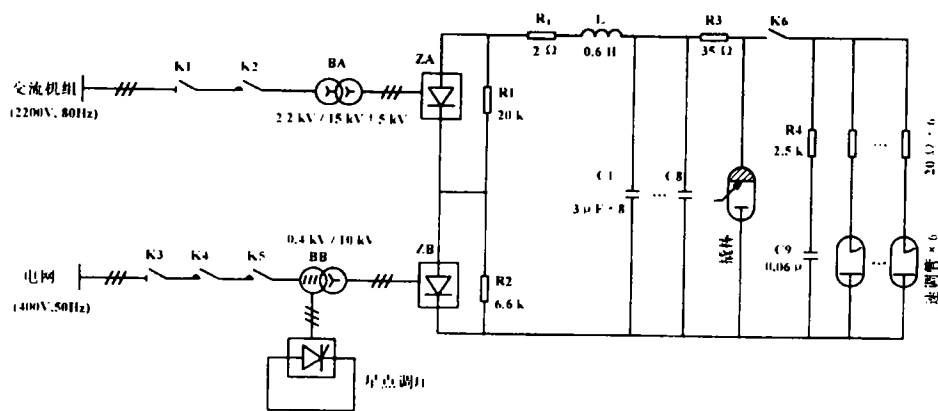 K1
K2
BA
ZA
R1
2 Ω
L
0.6 H
R3
35 Ω
K6
交流机组
(2200V, 80Hz)
2.2 kV / 15 kV
R1
20 k
R4
2.5 k
20 Ω × 6
C1
3 μF × 8
...
C8
...
K3
K4
K5
0.4 kV / 10 kV
BB
ZB
电网
(400V, 50Hz)
R2
6.6 k
C9
0.06 μ
...
速调管 × 6
星点调压